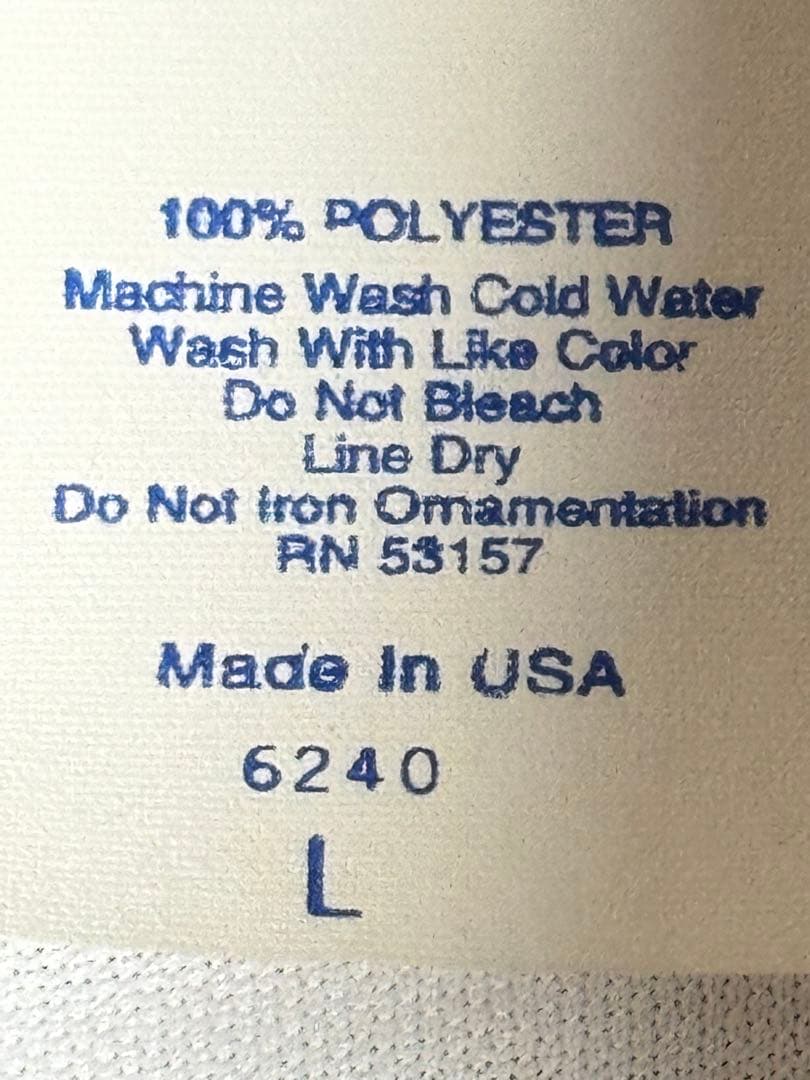 100% POLYESTER
Machine Wash Cold Water
Wash With Like Color
Do Not Bleach
Line Dry
Do Not Iron Ornamentation
RN 53157
Made In USA
6240
L